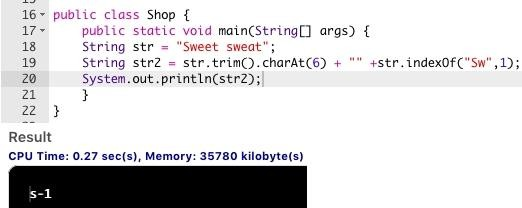 16 public class Shop {
17 public static void main(String[] args) {
18 String str = "Sweet sweat";
19 String str2 = str.trim().charAt(6) + "" +str.indexOf("Sw",1);
20 System.out.println(str2);
21 }
22 }
Result
CPU Time: 0.27 sec(s), Memory: 35780 kilobyte(s)
s-1